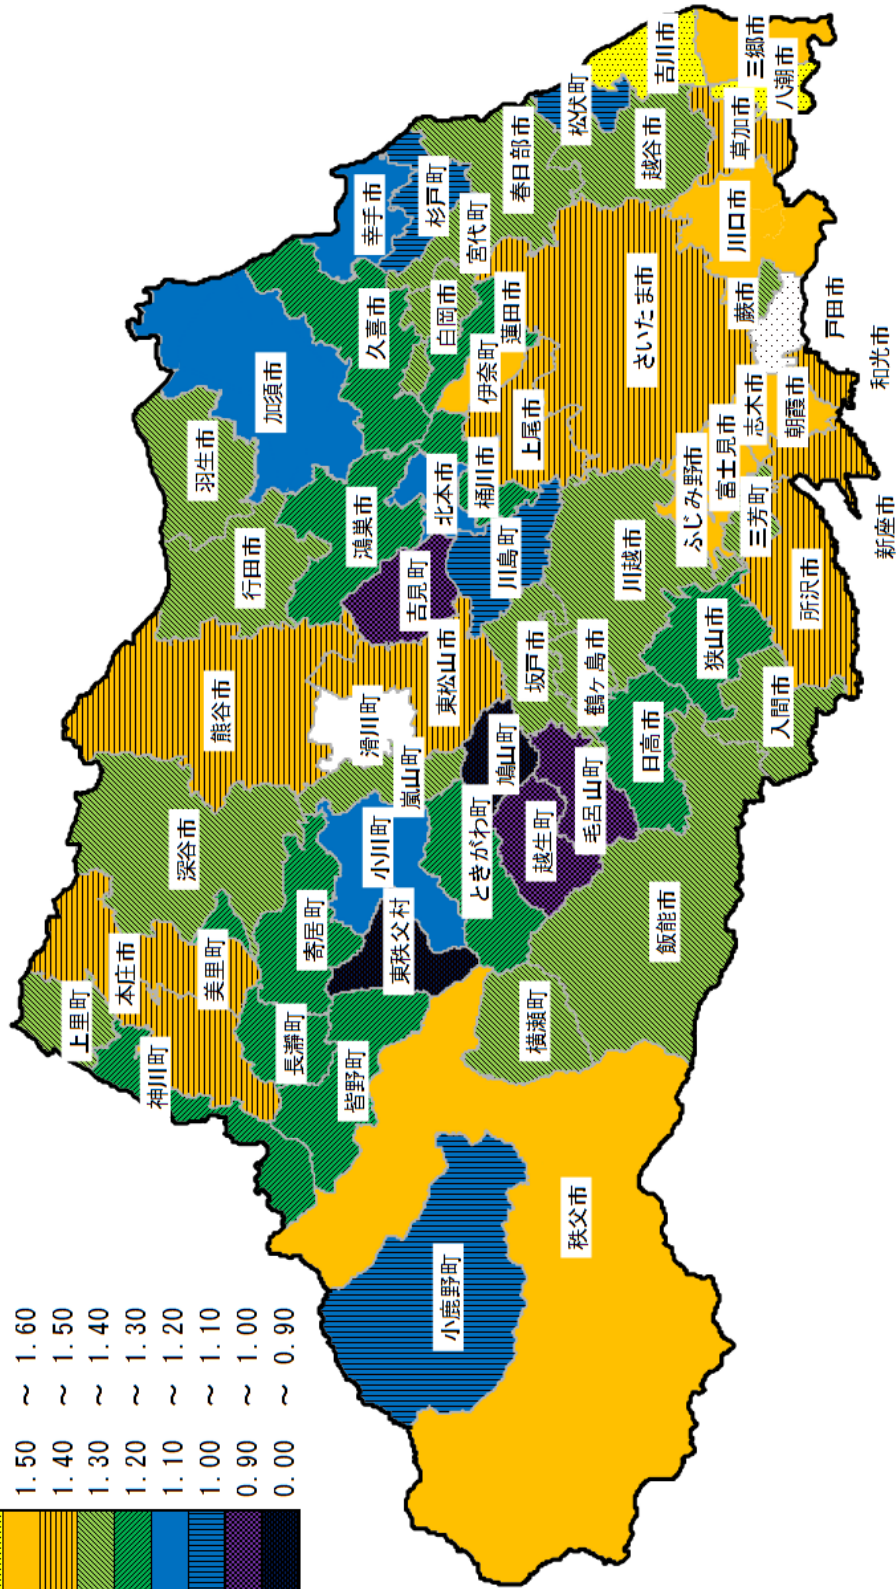 1.50 ～ 1.60
1.40 ～ 1.50
1.30 ～ 1.40
1.20 ～ 1.30
1.10 ～ 1.20
1.00 ～ 1.10
0.90 ～ 1.00
0.00 ～ 0.90
上里町
本庄市
神川町
美里町
深谷市
熊谷市
羽生市
行田市
加須市
長瀞町
寄居町
皆野町
小川町
東秩父村
滑川町
嵐山町
吉見町
鴻巣市
久喜市
幸手市
杉戸町
宮代町
白岡市
蓮田市
伊奈町
北本市
桶川市
上尾市
川島町
東松山市
鳩山町
ときがわ町
越生町
毛呂山町
坂戸市
鶴ヶ島市
日高市
川越市
狭山市
入間市
飯能市
横瀬町
秩父市
小鹿野町
春日部市
松伏町
越谷市
吉川市
三郷市
八潮市
草加市
川口市
蕨市
戸田市
さいたま市
和光市
朝霞市
志木市
富士見市
ふじみ野市
三芳町
所沢市
新座市